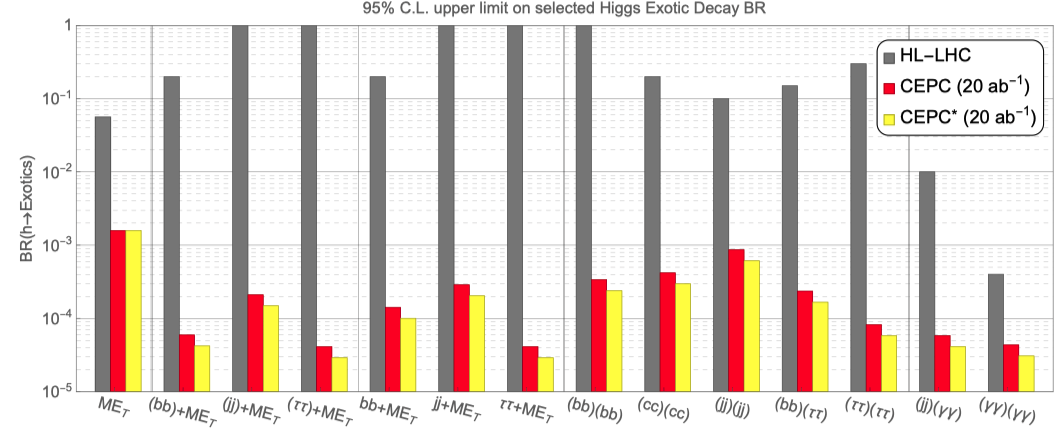 95% C.L. upper limit on selected Higgs Exotic Decay BR
BR(h→Exotics)
1
10⁻¹
10⁻²
10⁻³
10⁻⁴
10⁻⁵
HL−LHC
CEPC (20 ab⁻¹)
CEPC* (20 ab⁻¹)
ME_T
(bb)+ME_T
(jj)+ME_T
(ττ)+ME_T
bb+ME_T
jj+ME_T
ττ+ME_T
(bb)(bb)
(cc)(cc)
(jj)(jj)
(bb)(ττ)
(ττ)(ττ)
(jj)(γγ)
(γγ)(γγ)